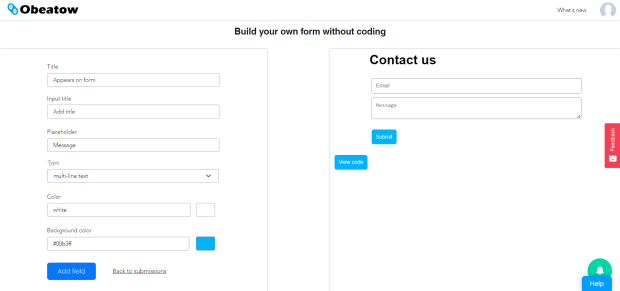 Obeatow
What's new
Build your own form without coding
Title
Appears on form
Input title
Add title
Placeholder
Message
Type
multi-line text
Color
white
Background color
#00b3ff
Add field
Back to submissions
Contact us
Email
Message
Submit
View code
Feedback
Help